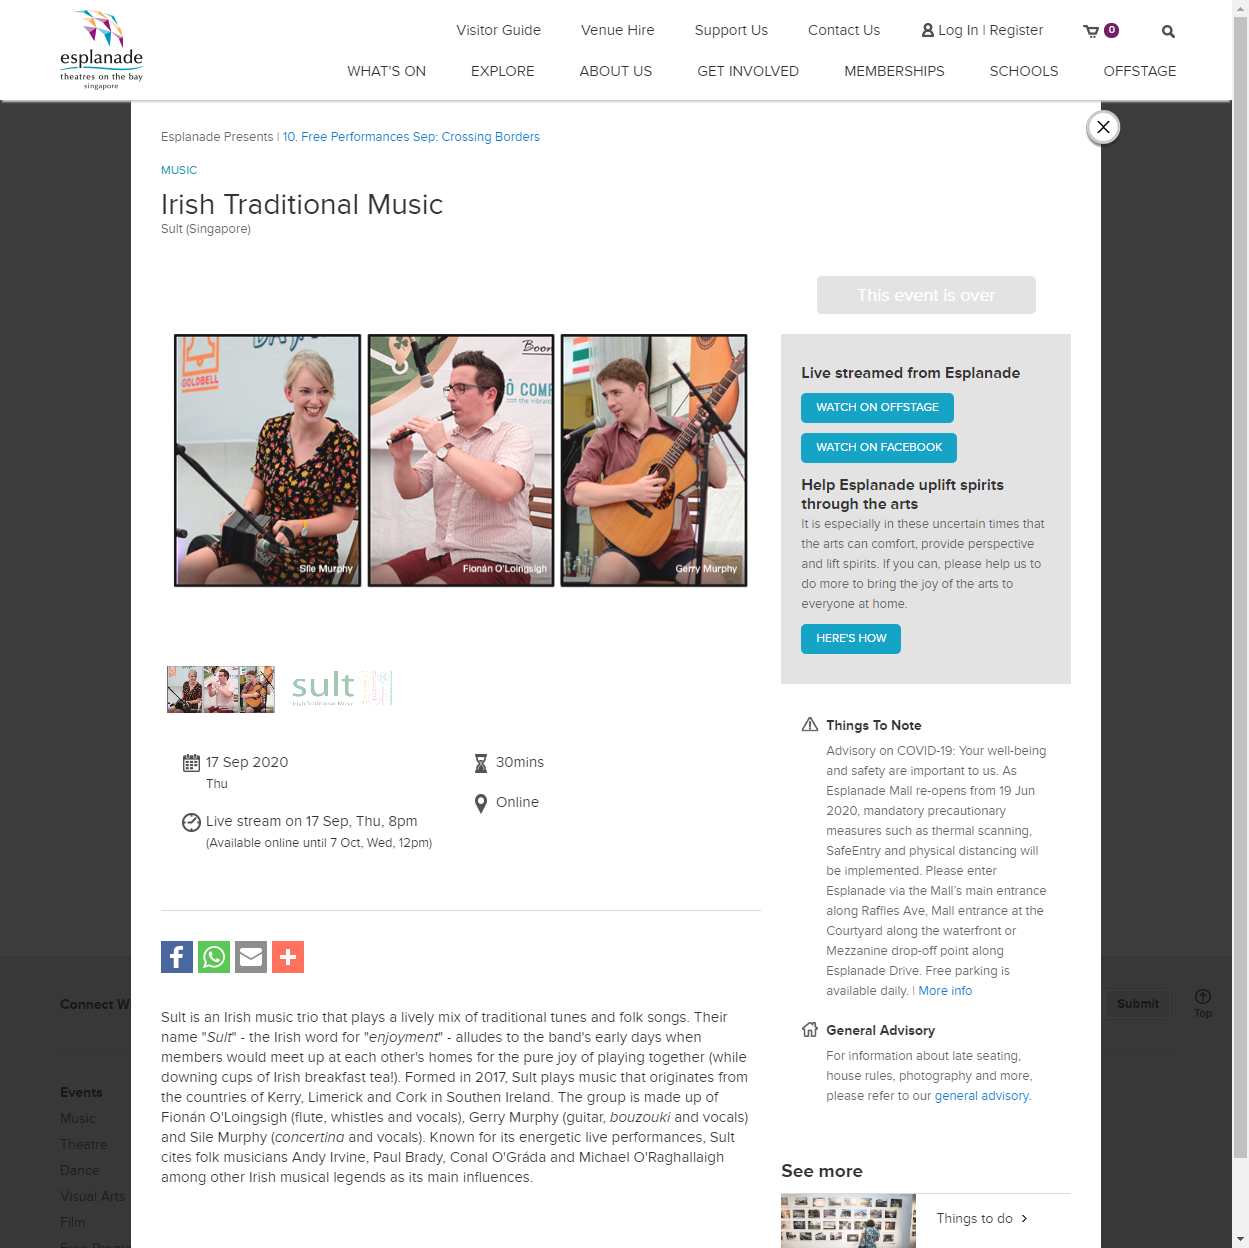 Visitor Guide
Venue Hire
Support Us
Contact Us
Log In | Register
0
esplanade
theatres on the bay
singapore
WHAT'S ON
EXPLORE
ABOUT US
GET INVOLVED
MEMBERSHIPS
SCHOOLS
OFFSTAGE
Esplanade Presents | 10. Free Performances Sep: Crossing Borders
MUSIC
Irish Traditional Music
Sult (Singapore)
This event is over
GOLDBELL
Sile Murphy
Fionán O'Loingsigh
Gerry Murphy
sult
Irish Traditional Music
17 Sep 2020
Thu
Live stream on 17 Sep, Thu, 8pm
(Available online until 7 Oct, Wed, 12pm)
30mins
Online
Sult is an Irish music trio that plays a lively mix of traditional tunes and folk songs. Their
name "Sult" - the Irish word for "enjoyment" - alludes to the band's early days when
members would meet up at each other's homes for the pure joy of playing together (while
downing cups of Irish breakfast tea!). Formed in 2017, Sult plays music that originates from
the countries of Kerry, Limerick and Cork in Southen Ireland. The group is made up of
Fionán O'Loingsigh (flute, whistles and vocals), Gerry Murphy (guitar, bouzouki and vocals)
and Sile Murphy (concertina and vocals). Known for its energetic live performances, Sult
cites folk musicians Andy Irvine, Paul Brady, Conal O'Gráda and Michael O'Raghallaigh
among other Irish musical legends as its main influences.
Live streamed from Esplanade
WATCH ON OFFSTAGE
WATCH ON FACEBOOK
Help Esplanade uplift spirits
through the arts
It is especially in these uncertain times that
the arts can comfort, provide perspective
and lift spirits. If you can, please help us to
do more to bring the joy of the arts to
everyone at home.
HERE'S HOW
Things To Note
Advisory on COVID-19: Your well-being
and safety are important to us. As
Esplanade Mall re-opens from 19 Jun
2020, mandatory precautionary
measures such as thermal scanning,
SafeEntry and physical distancing will
be implemented. Please enter
Esplanade via the Mall's main entrance
along Raffles Ave, Mall entrance at the
Courtyard along the waterfront or
Mezzanine drop-off point along
Esplanade Drive. Free parking is
available daily. | More info
General Advisory
For information about late seating,
house rules, photography and more,
please refer to our general advisory.
See more
Things to do
Connect W
Submit
Top
Events
Music
Theatre
Dance
Visual Arts
Film